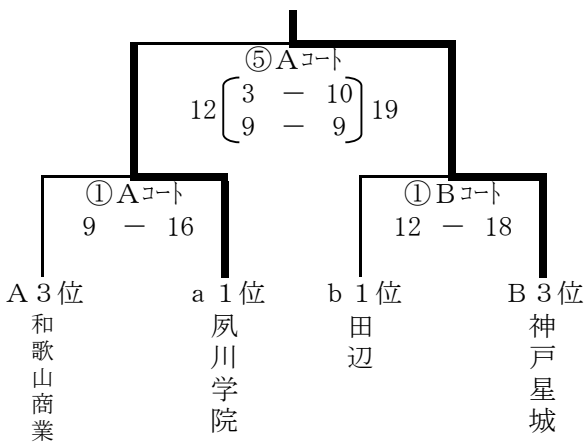 ⑤Aコート
12 3 － 10 19
9 － 9
①Aコート
9 － 16
①Bコート
12 － 18
A３位
a１位
b１位
B３位
和歌山商業
夙川学院
田辺
神戸星城